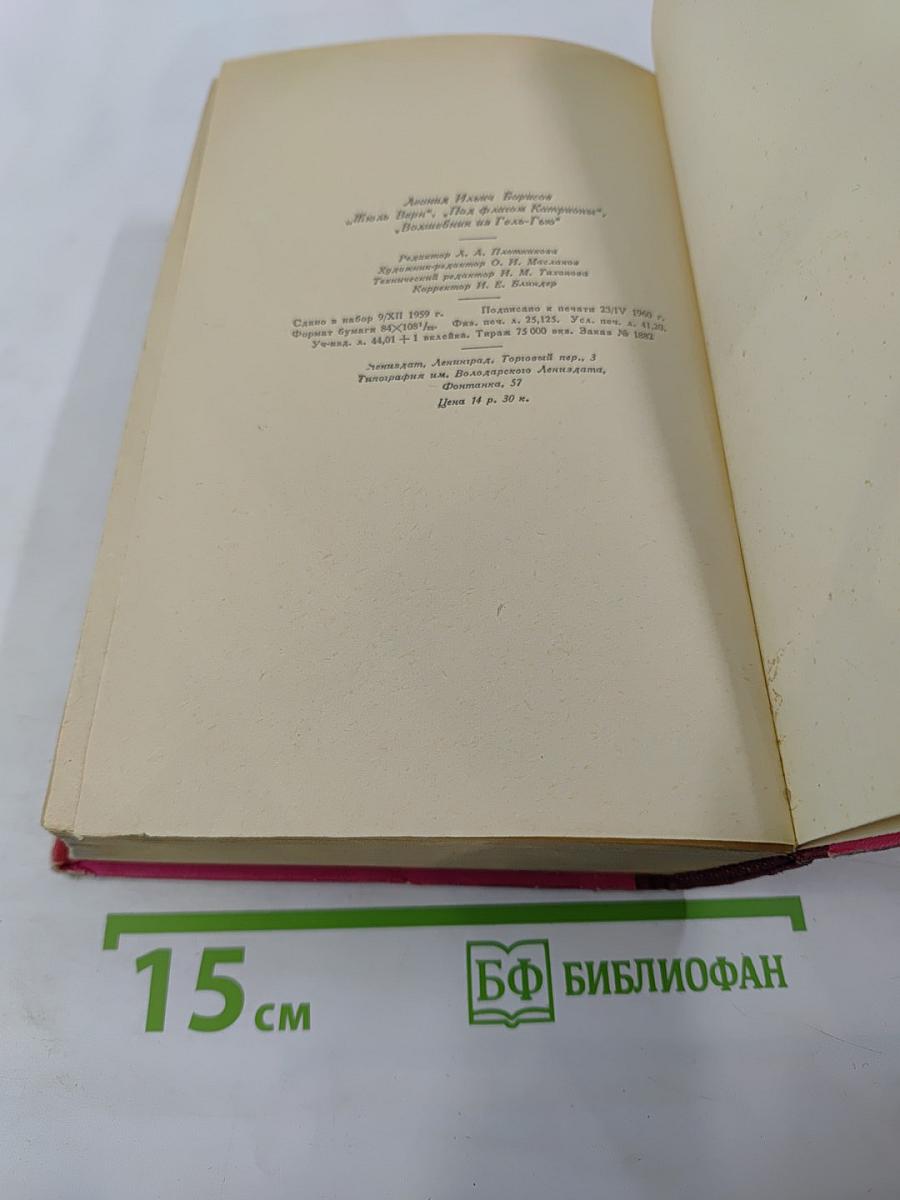 Леонид Ильич Борисов
„Жюль Верн“, „Под флагом Катрионы“,
„Волшебник из Гель-Гью“
Редактор Л. А. Плотникова
Художник-редактор О. И. Маслаков
Технический редактор И. М. Тихонова
Корректор И. Е. Блиндер
Сдано в набор 9/XII 1959 г. Подписано к печати 23/IV 1960 г.
Формат бумаги 84×108¹/₃₂. Физ. печ. л. 25,125. Усл. печ. л. 41,20.
Уч-изд. л. 44,01 + 1 вклейка. Тираж 75 000 экз. Заказ № 1882
Лениздат, Ленинград, Торговый пер., 3
Типография им. Володарского Лениздата,
Фонтанка, 57
Цена 14 р. 30 к.
15 см
БФ БИБЛИОФАН